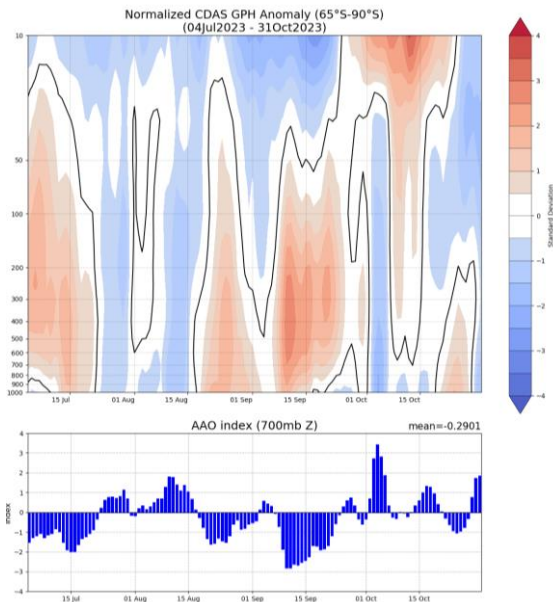 Normalized CDAS GPH Anomaly (65°S-90°S)
(04Jul2023 - 31Oct2023)
10
50
100
200
300
400
500
600
700
800
900
1000
15 Jul
01 Aug
15 Aug
01 Sep
15 Sep
01 Oct
15 Oct
4
3
2
1
0
−1
−2
−3
−4
Standard Deviation
AAO index (700mb Z)
mean=-0.2901
4
3
2
1
0
−1
−2
−3
−4
index
15 Jul
01 Aug
15 Aug
01 Sep
15 Sep
01 Oct
15 Oct